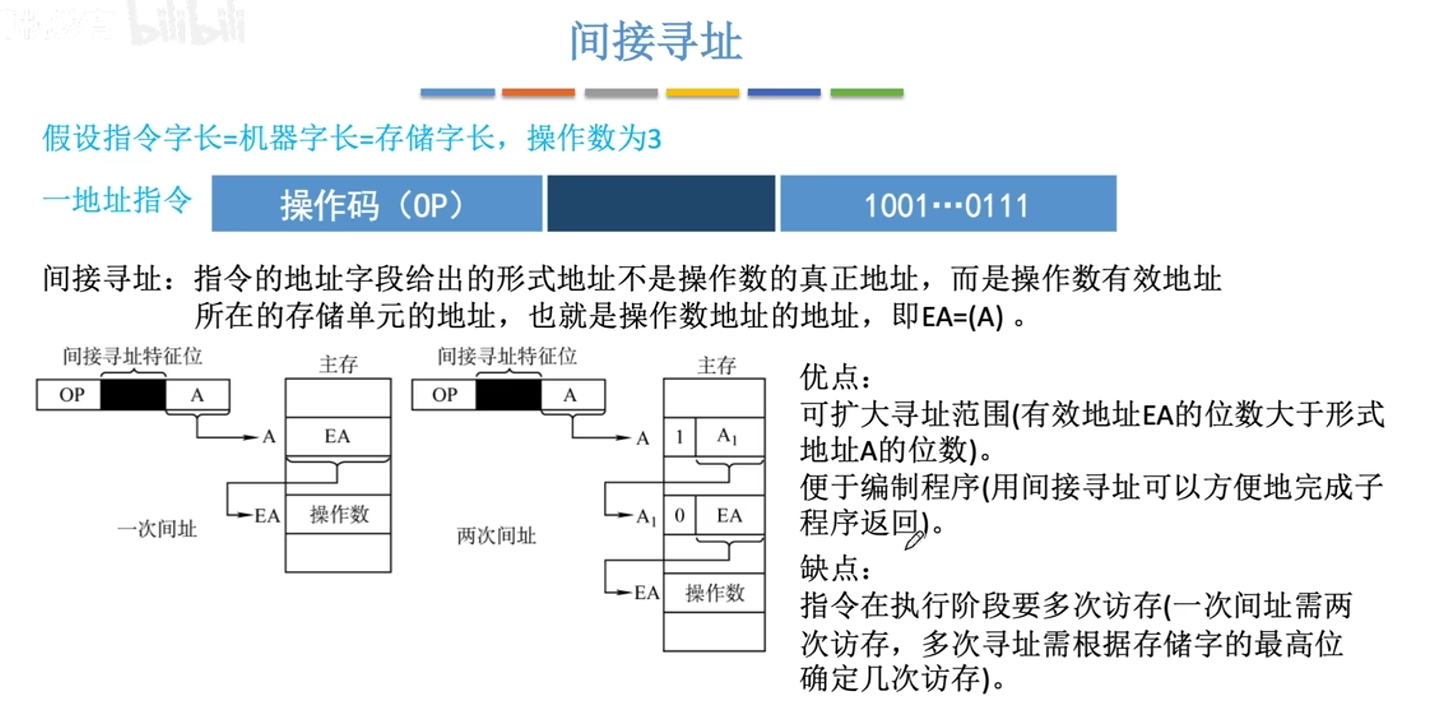 bilibili
间接寻址
假设指令字长=机器字长=存储字长，操作数为3
一地址指令 操作码（OP） 1001…0111
间接寻址：指令的地址字段给出的形式地址不是操作数的真正地址，而是操作数有效地址
所在的存储单元的地址，也就是操作数地址的地址，即EA=(A) 。
间接寻址特征位
主存
OP A
A EA
EA 操作数
一次间址
间接寻址特征位
主存
OP A
A 1 A₁
A₁ 0 EA
EA 操作数
两次间址
优点：
可扩大寻址范围(有效地址EA的位数大于形式
地址A的位数)。
便于编制程序(用间接寻址可以方便地完成子
程序返回)。
缺点：
指令在执行阶段要多次访存(一次间址需两
次访存，多次寻址需根据存储字的最高位
确定几次访存)。